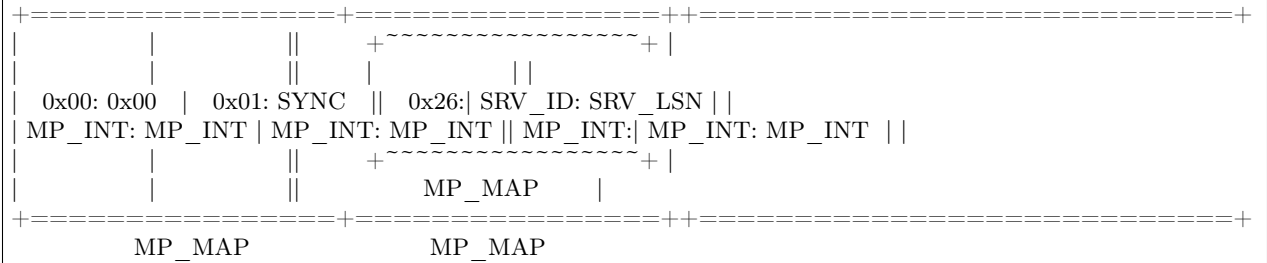 +================+================++============================+
| | || +~~~~~~~~~~~~~~~~~+ |
| | || | | |
| 0x00: 0x00 | 0x01: SYNC || 0x26:| SRV_ID: SRV_LSN | |
| MP_INT: MP_INT | MP_INT: MP_INT || MP_INT:| MP_INT: MP_INT | |
| | || +~~~~~~~~~~~~~~~~~+ |
| | || MP_MAP |
+================+================++============================+
MP_MAP MP_MAP